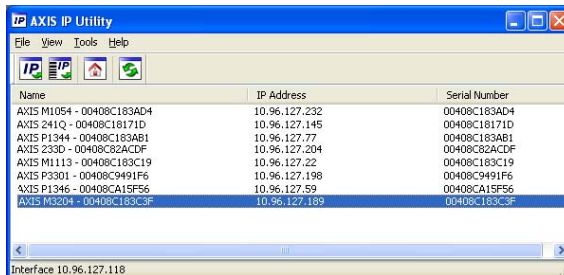 IP AXIS IP Utility
File View Tools Help
IP IP
Name IP Address Serial Number
AXIS M1054 - 00408C183AD4 10.96.127.232 00408C183AD4
AXIS 241Q - 00408C18171D 10.96.127.145 00408C18171D
AXIS P1344 - 00408C183AB1 10.96.127.77 00408C183AB1
AXIS 233D - 00408C82ACDF 10.96.127.204 00408C82ACDF
AXIS M1113 - 00408C183C19 10.96.127.22 00408C183C19
AXIS P3301 - 00408C9491F6 10.96.127.198 00408C9491F6
AXIS P1346 - 00408CA15F56 10.96.127.59 00408CA15F56
AXIS M3204 - 00408C183C3F 10.96.127.189 00408C183C3F
Interface 10.96.127.118